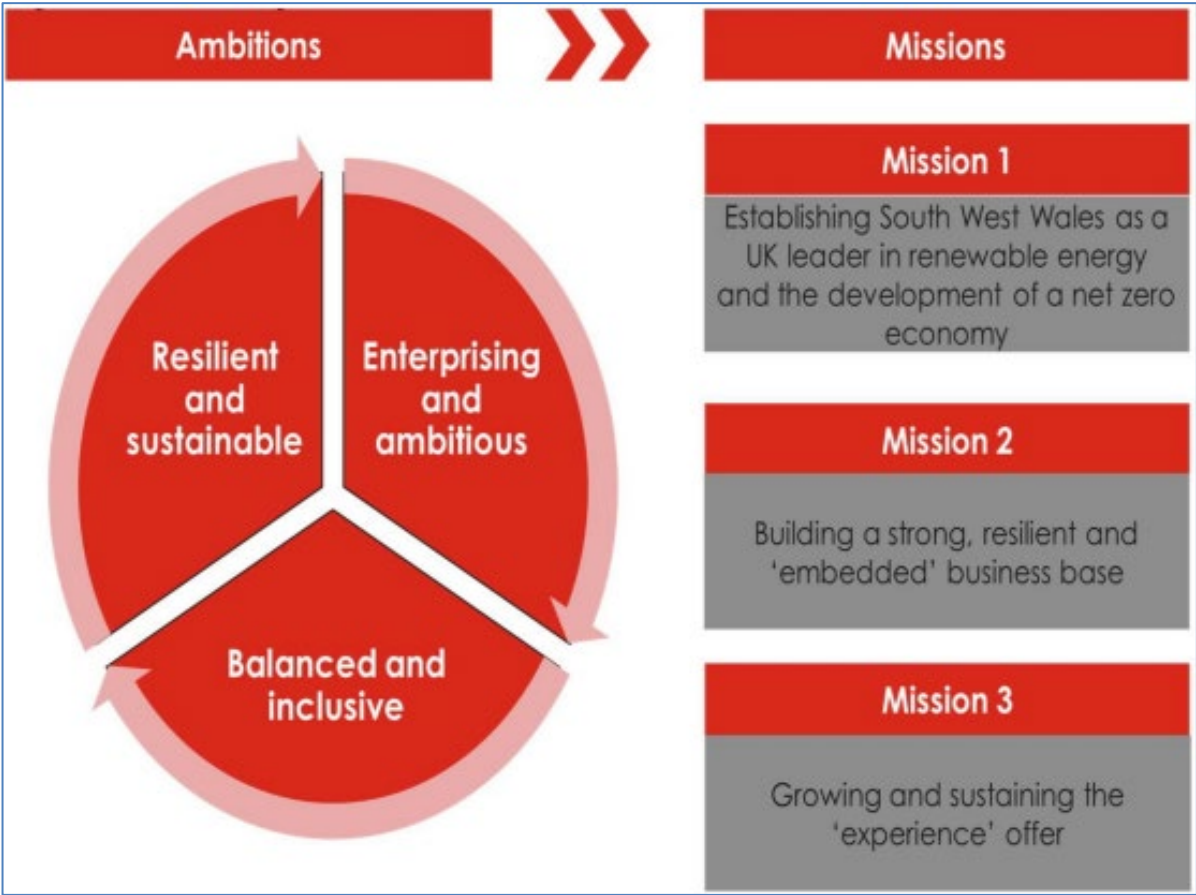 Ambitions
Missions
Resilient
and
sustainable
Enterprising
and
ambitious
Balanced and
inclusive
Mission 1
Establishing South West Wales as a
UK leader in renewable energy
and the development of a net zero
economy
Mission 2
Building a strong, resilient and
‘embedded’ business base
Mission 3
Growing and sustaining the
‘experience’ offer